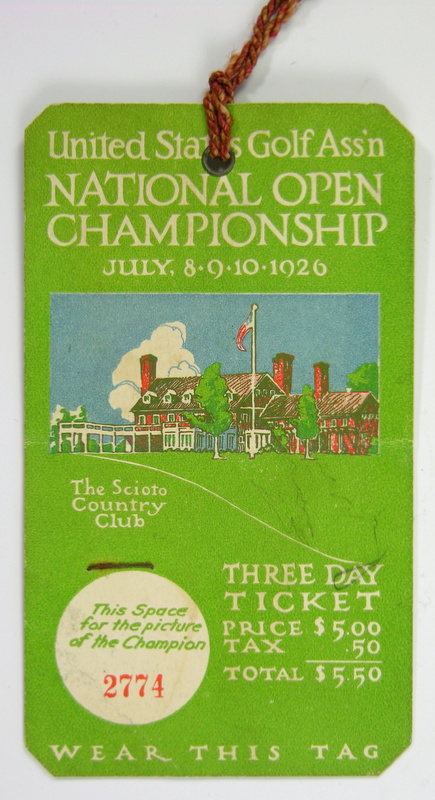 United States Golf Ass'n
NATIONAL OPEN
CHAMPIONSHIP
JULY, 8·9·10·1926
The Scioto
Country
Club
THREE DAY
TICKET
PRICE $5.00
TAX .50
TOTAL $5.50
This Space
for the picture
of the Champion
2774
WEAR THIS TAG